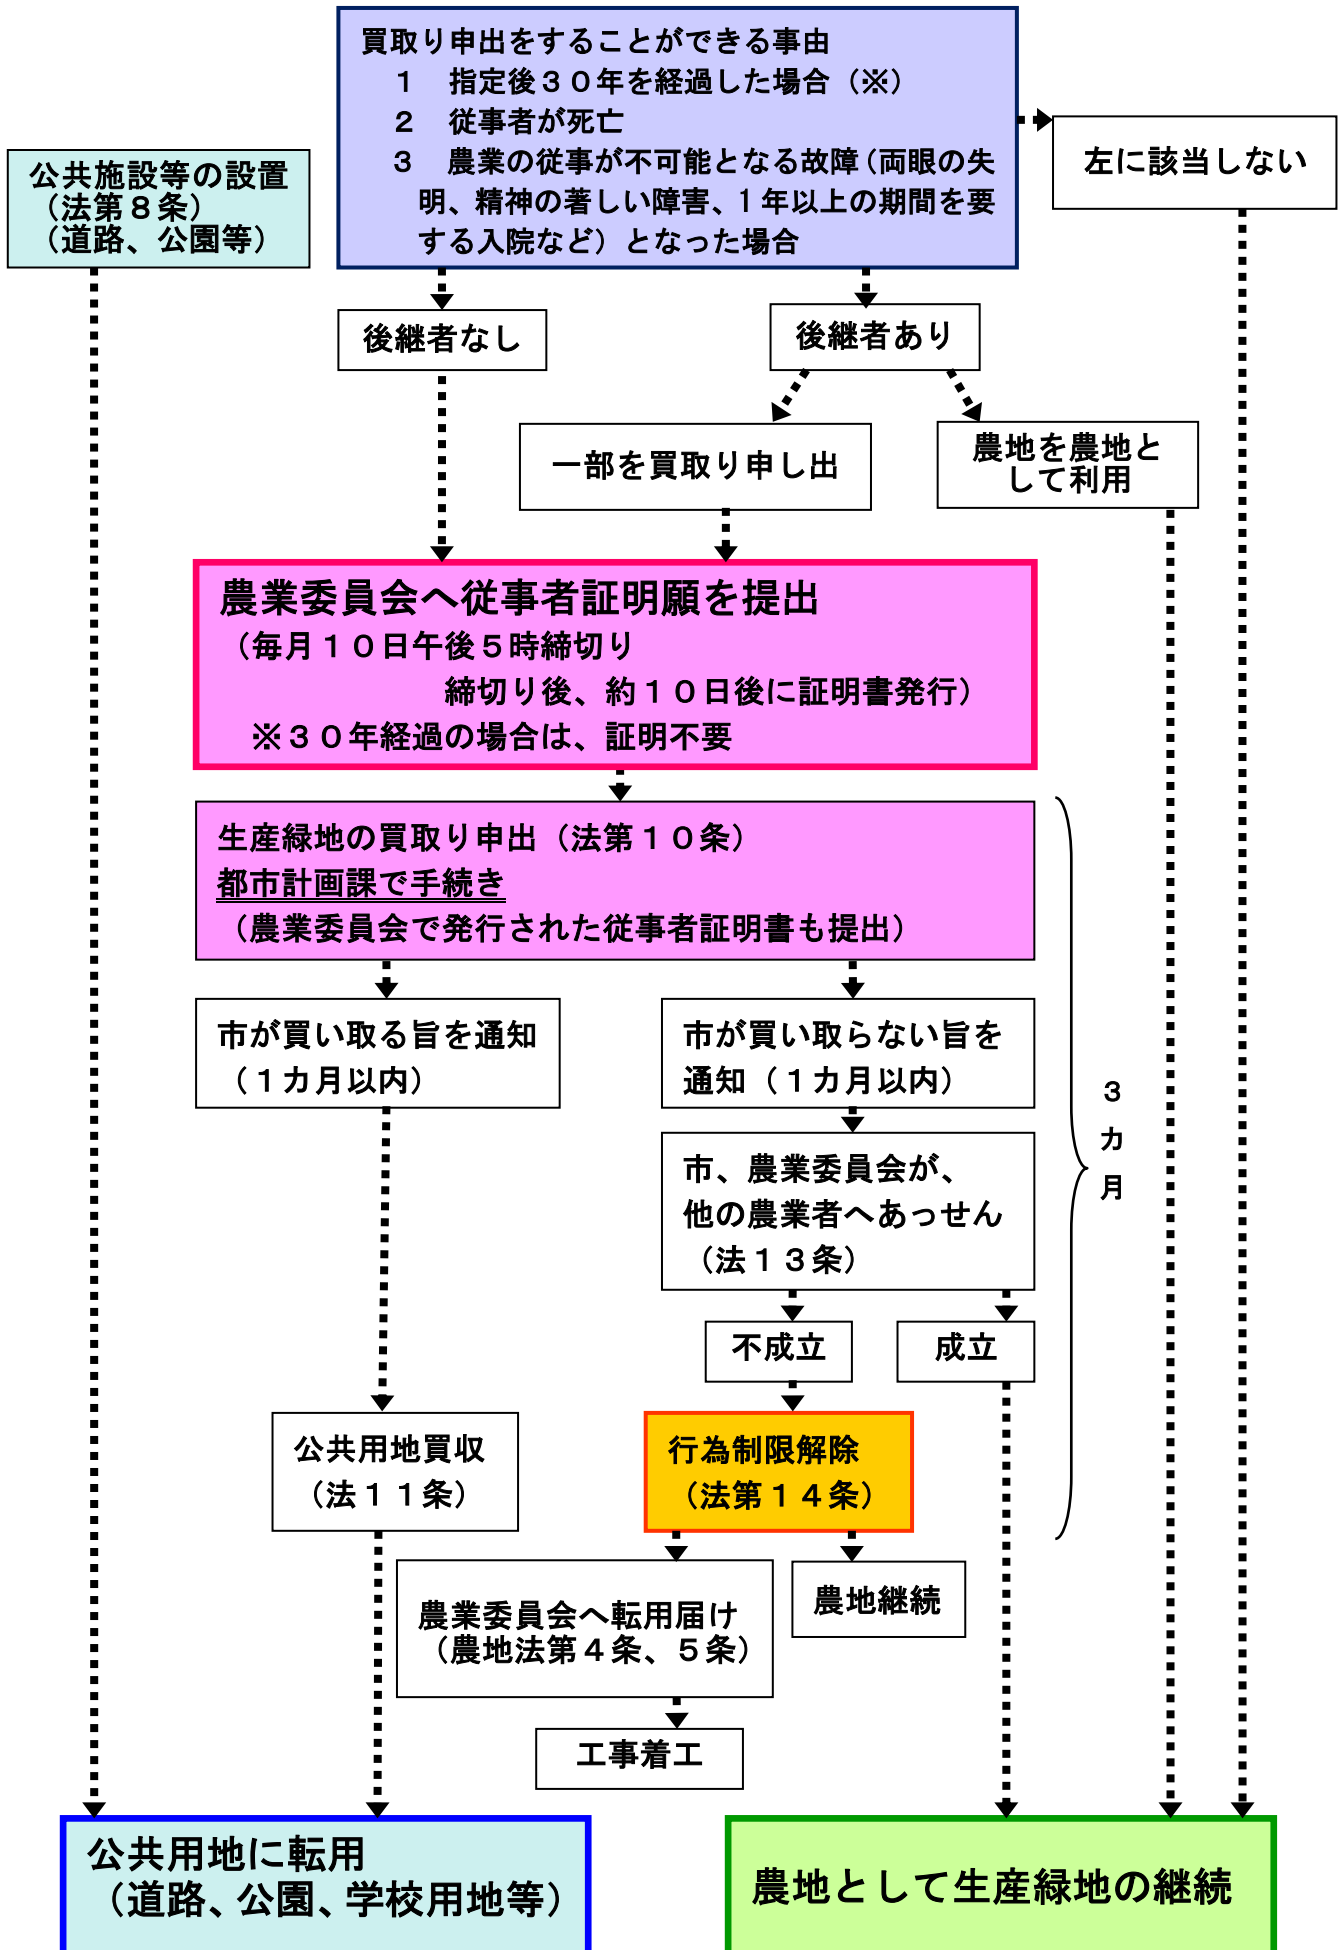 買取り申出をすることができる事由
１　指定後３０年を経過した場合（※）
２　従事者が死亡
３　農業の従事が不可能となる故障（両眼の失
明、精神の著しい障害、１年以上の期間を要
する入院など）となった場合
左に該当しない
公共施設等の設置
（法第８条）
（道路、公園等）
後継者なし
後継者あり
一部を買取り申し出
農地を農地と
して利用
農業委員会へ従事者証明願を提出
（毎月１０日午後５時締切り
締切り後、約１０日後に証明書発行）
※３０年経過の場合は、証明不要
生産緑地の買取り申出（法第１０条）
都市計画課で手続き
（農業委員会で発行された従事者証明書も提出）
市が買い取る旨を通知
（１カ月以内）
市が買い取らない旨を
通知（１カ月以内）
３
カ
月
市、農業委員会が、
他の農業者へあっせん
（法１３条）
不成立
成立
公共用地買収
（法１１条）
行為制限解除
（法第１４条）
農業委員会へ転用届け
（農地法第４条、５条）
農地継続
工事着工
公共用地に転用
（道路、公園、学校用地等）
農地として生産緑地の継続